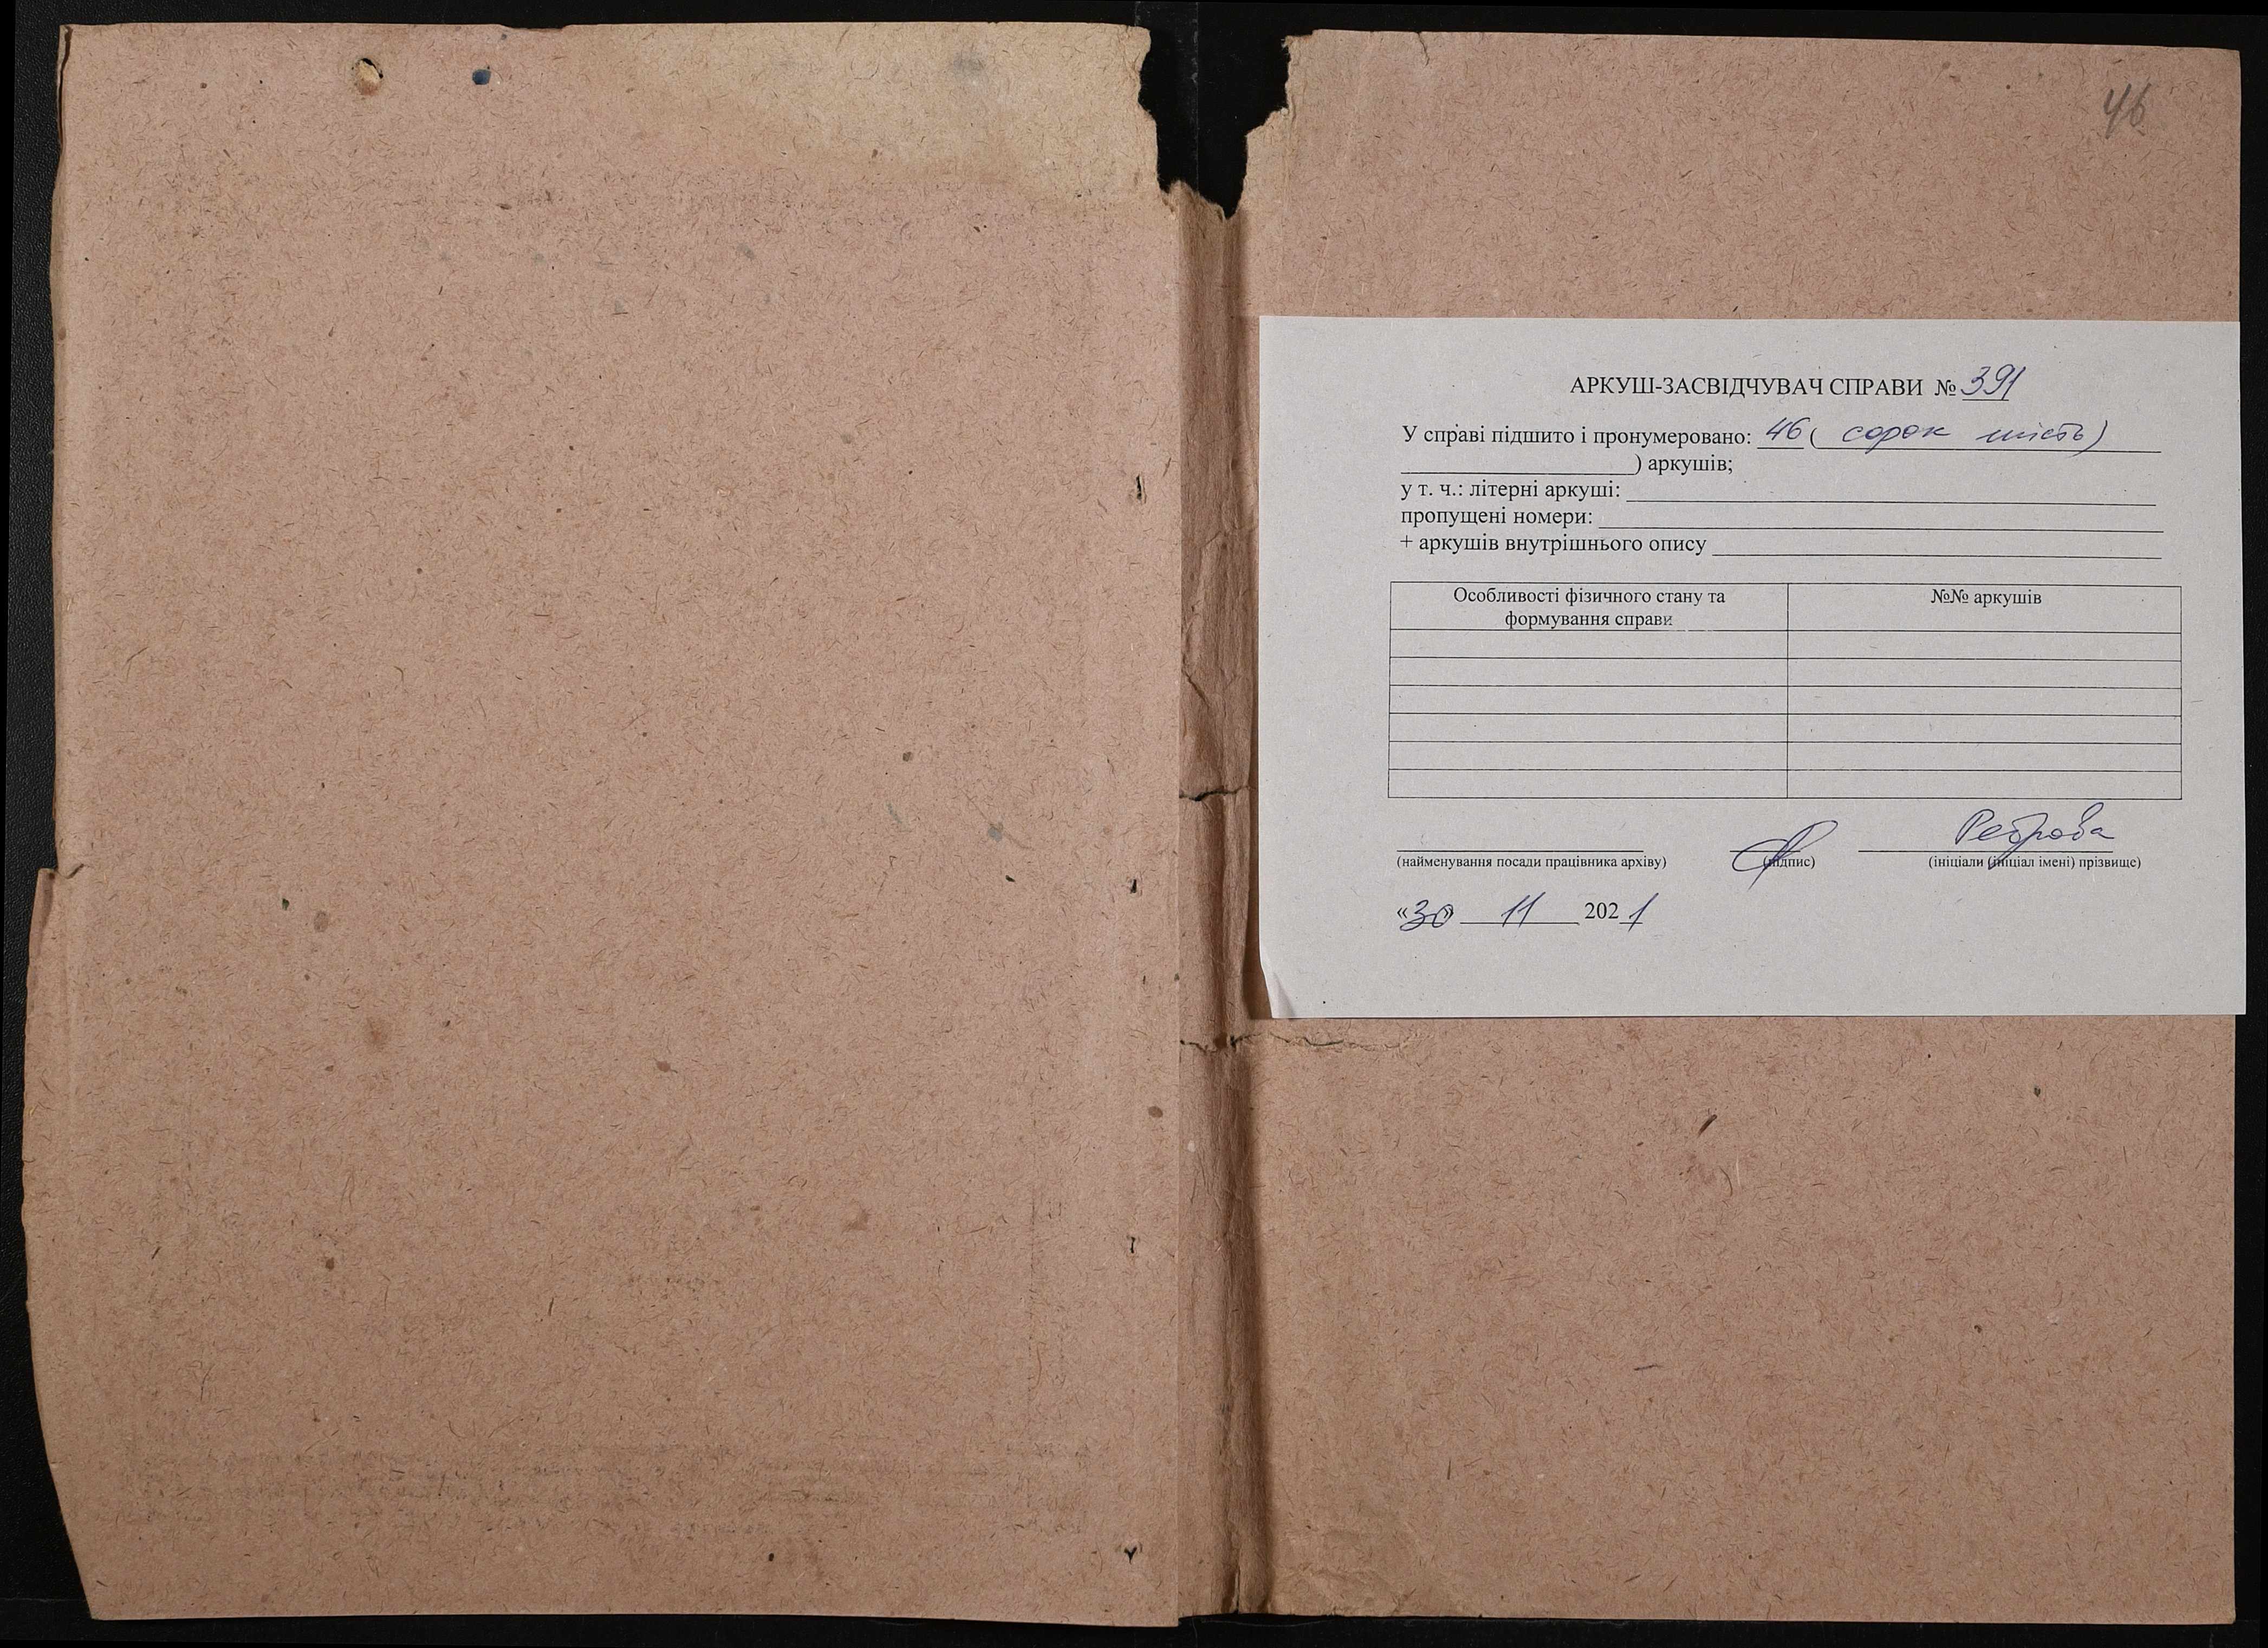 46
АРКУШ-ЗАСВІДЧУВАЧ СПРАВИ № 391
У справі підшито і пронумеровано: 46 ( сорок шість)
) аркушів;
у т. ч.: літерні аркуші:
пропущені номери:
+ аркушів внутрішнього опису
Особливості фізичного стану та формування справи
№№ аркушів
Реброва
(найменування посади працівника архіву) (підпис) (ініціали (ініціал імені) прізвище)
«30» 11 2021